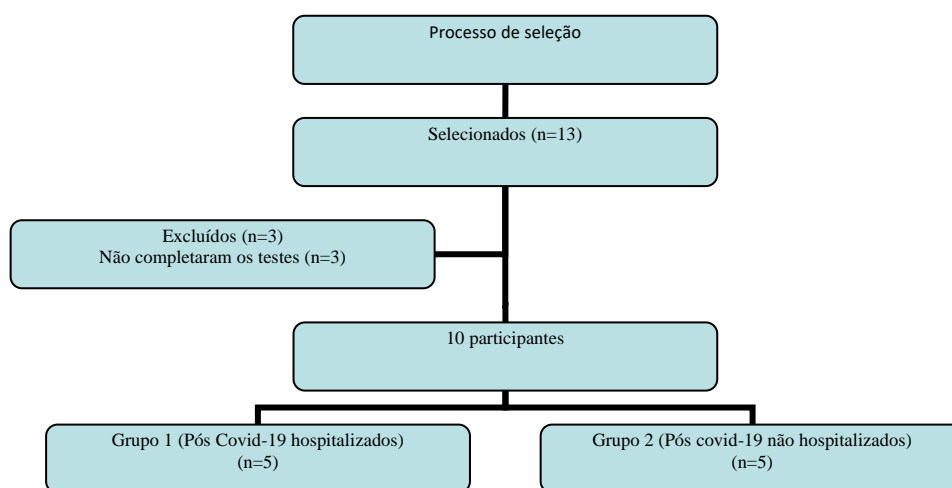 Processo de seleção
Selecionados (n=13)
Excluídos (n=3)
Não completaram os testes (n=3)
10 participantes
Grupo 1 (Pós Covid-19 hospitalizados)
(n=5)
Grupo 2 (Pós covid-19 não hospitalizados)
(n=5)